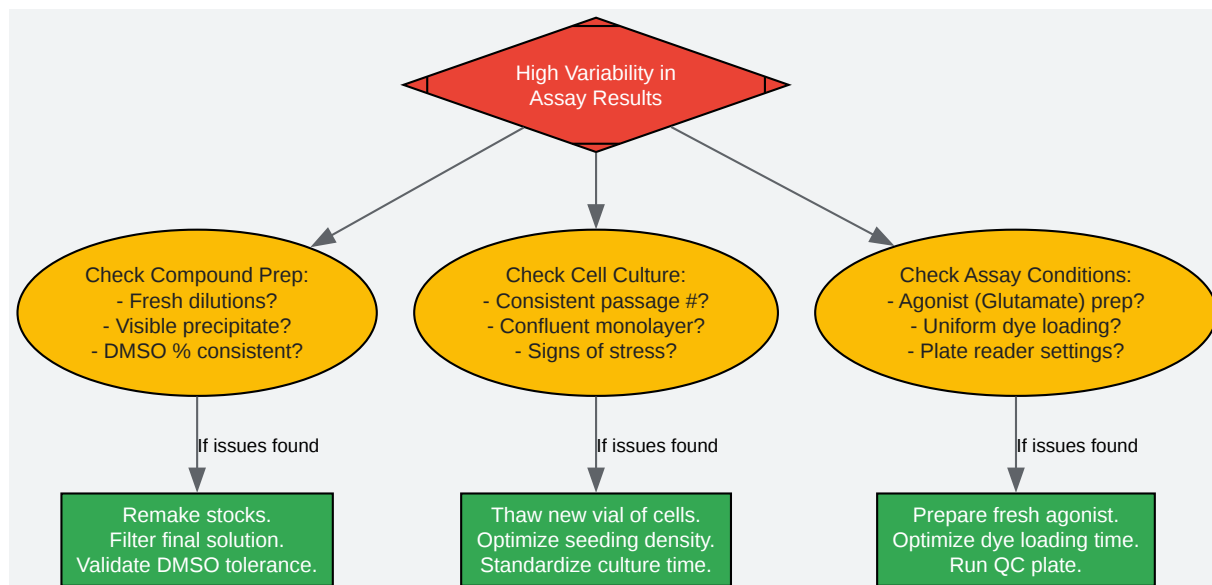 High Variability in
Assay Results
Check Compound Prep:
- Fresh dilutions?
- Visible precipitate?
- DMSO % consistent?
Check Cell Culture:
- Consistent passage #?
- Confluent monolayer?
- Signs of stress?
Check Assay Conditions:
- Agonist (Glutamate) prep?
- Uniform dye loading?
- Plate reader settings?
If issues found
If issues found
If issues found
Remake stocks.
Filter final solution.
Validate DMSO tolerance.
Thaw new vial of cells.
Optimize seeding density.
Standardize culture time.
Prepare fresh agonist.
Optimize dye loading time.
Run QC plate.